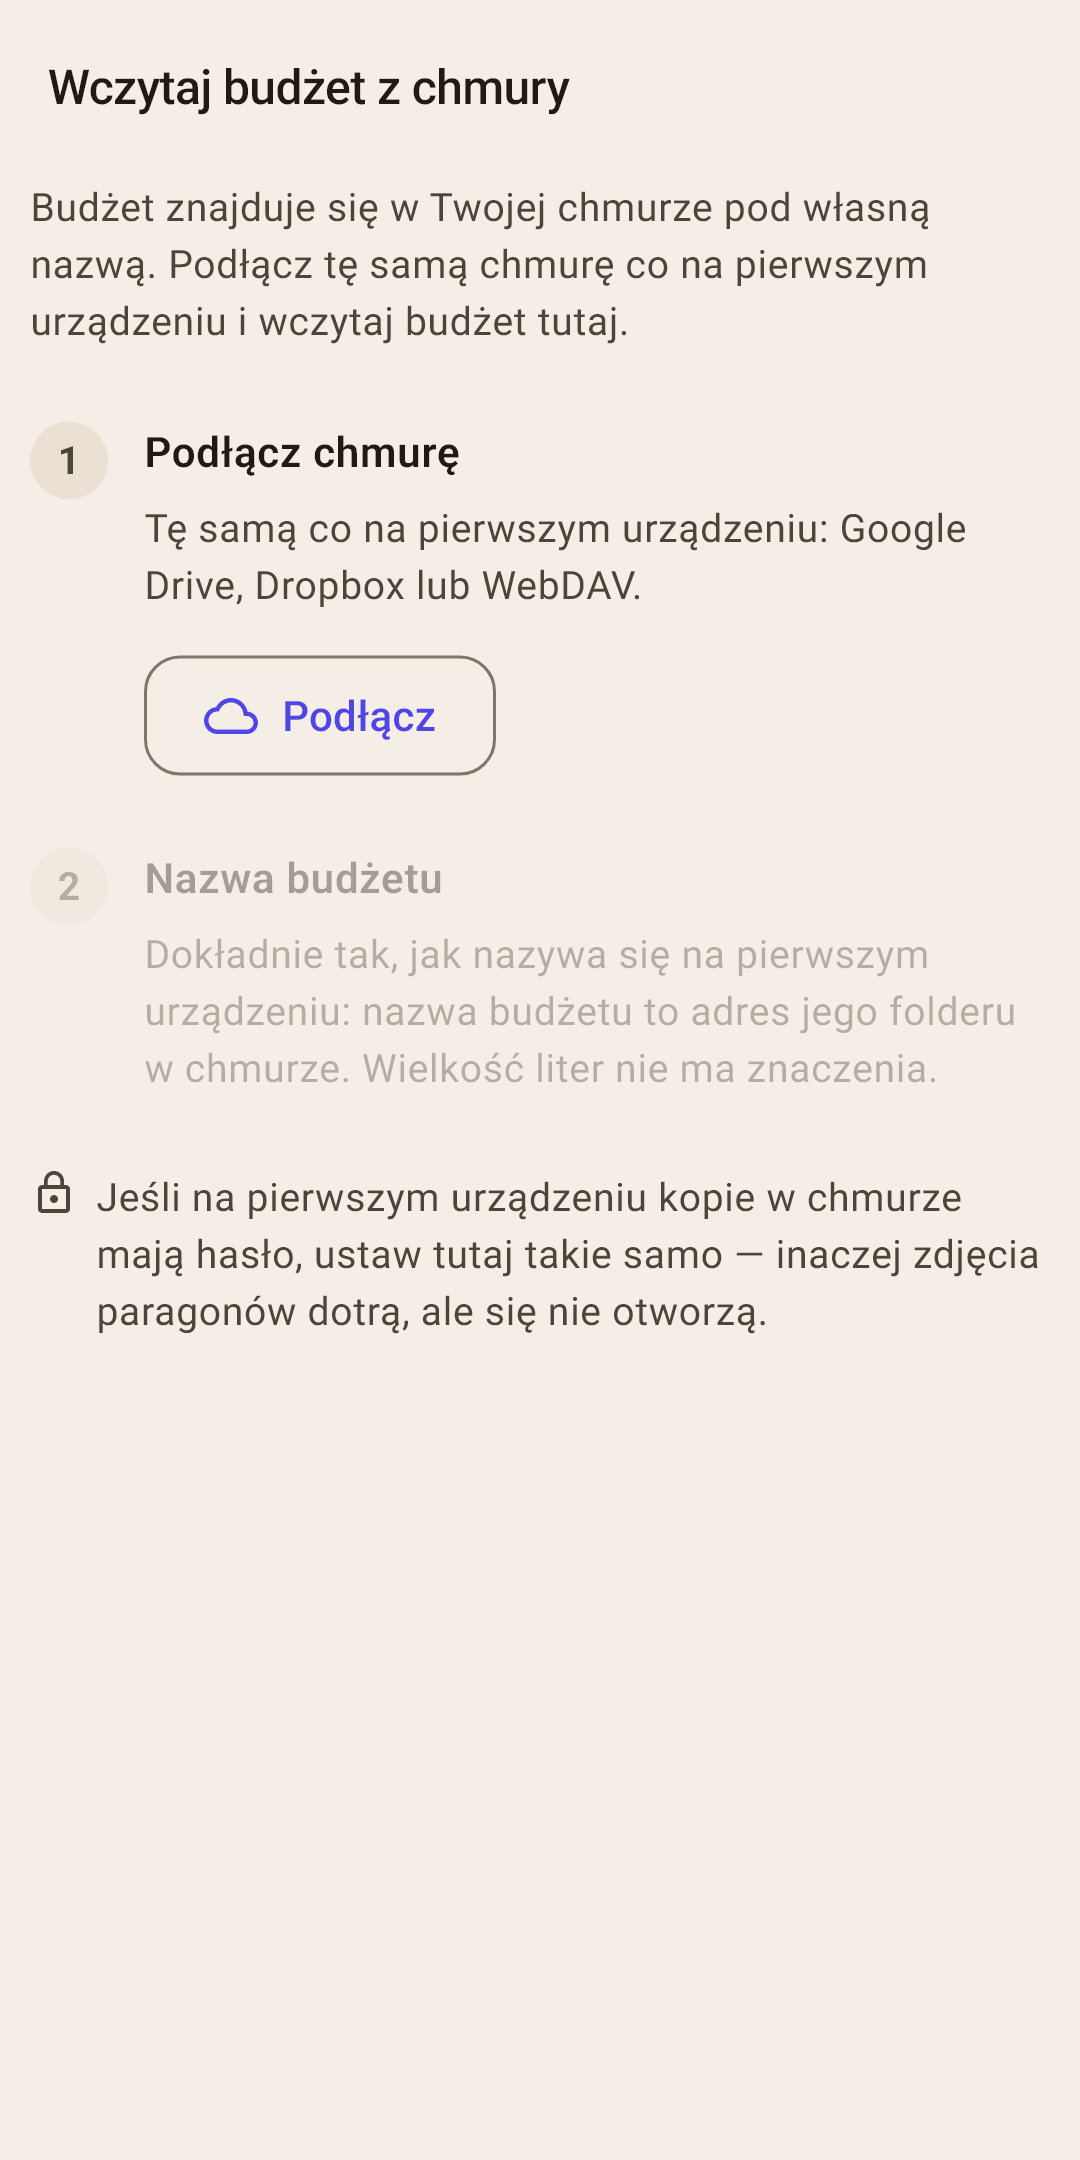 Wczytaj budżet z chmury
Budżet znajduje się w Twojej chmurze pod własną
nazwą. Podłącz tę samą chmurę co na pierwszym
urządzeniu i wczytaj budżet tutaj.
1
Podłącz chmurę
Tę samą co na pierwszym urządzeniu: Google
Drive, Dropbox lub WebDAV.
Podłącz
2
Nazwa budżetu
Dokładnie tak, jak nazywa się na pierwszym
urządzeniu: nazwa budżetu to adres jego folderu
w chmurze. Wielkość liter nie ma znaczenia.
Jeśli na pierwszym urządzeniu kopie w chmurze
mają hasło, ustaw tutaj takie samo — inaczej zdjęcia
paragonów dotrą, ale się nie otworzą.